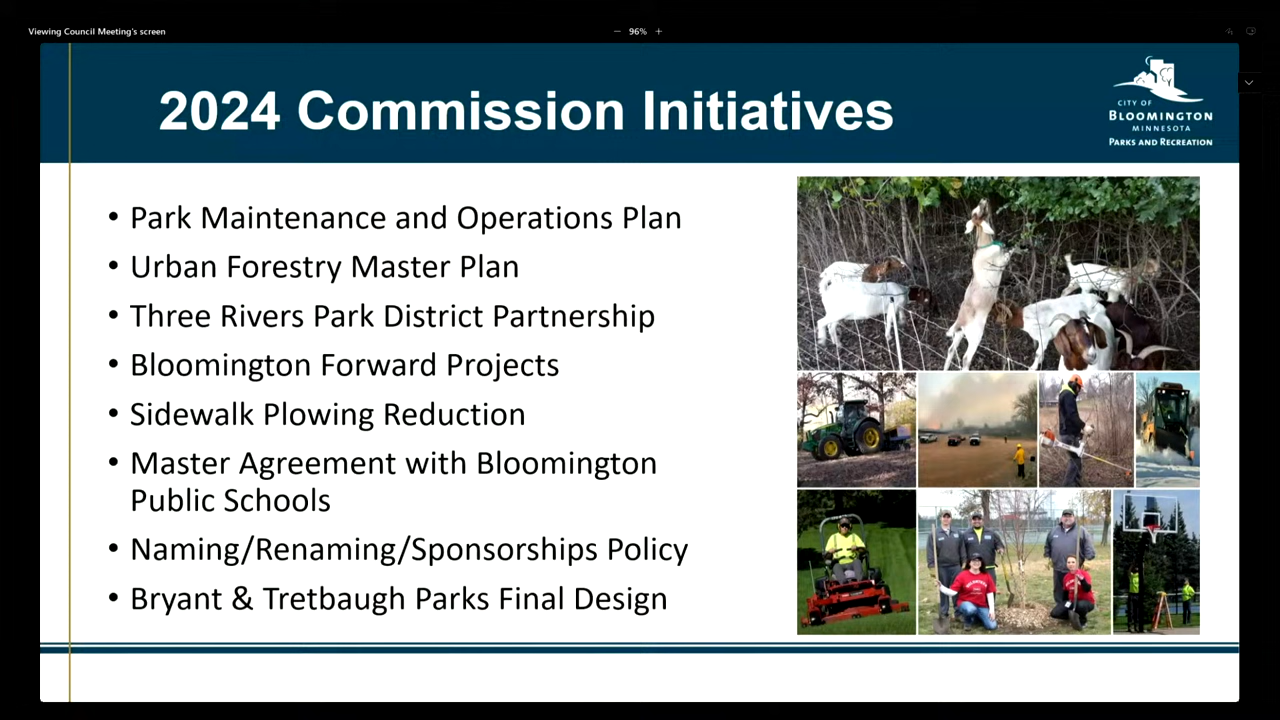 Viewing Council Meeting's screen
− 96% +
2024 Commission Initiatives
CITY OF
BLOOMINGTON
MINNESOTA
PARKS AND RECREATION
• Park Maintenance and Operations Plan
• Urban Forestry Master Plan
• Three Rivers Park District Partnership
• Bloomington Forward Projects
• Sidewalk Plowing Reduction
• Master Agreement with Bloomington
Public Schools
• Naming/Renaming/Sponsorships Policy
• Bryant & Tretbaugh Parks Final Design